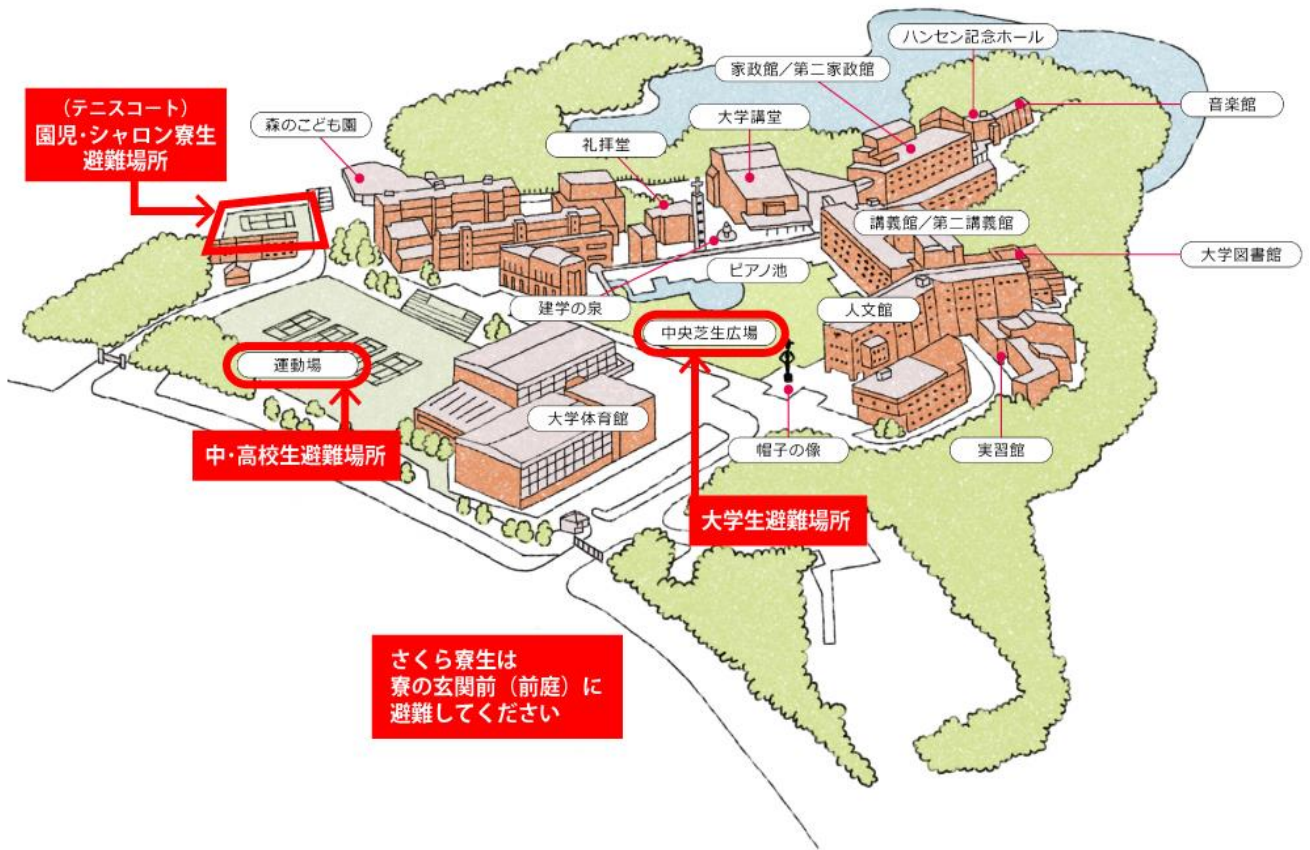 ハンセン記念ホール
家政館／第二家政館
音楽館
（テニスコート）
園児・シャロン寮生
避難場所
森のこども園
大学講堂
礼拝堂
講義館／第二講義館
大学図書館
ピアノ池
建学の泉
人文館
中央芝生広場
運動場
大学体育館
中・高校生避難場所
帽子の像
実習館
大学生避難場所
さくら寮生は
寮の玄関前（前庭）に
避難してください